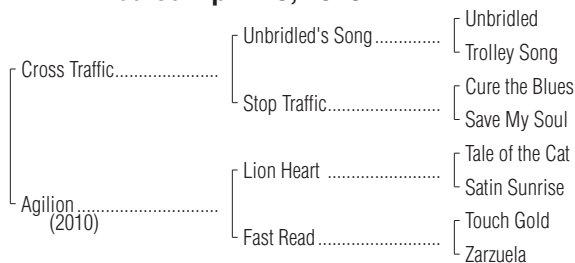 Unbridled
Unbridled's Song..............
Trolley Song
Cross Traffic......................
Cure the Blues
Stop Traffic........................
Save My Soul
Tale of the Cat
Lion Heart ........................
Satin Sunrise
Agilion ..............................
(2010)
Touch Gold
Fast Read..........................
Zarzuela